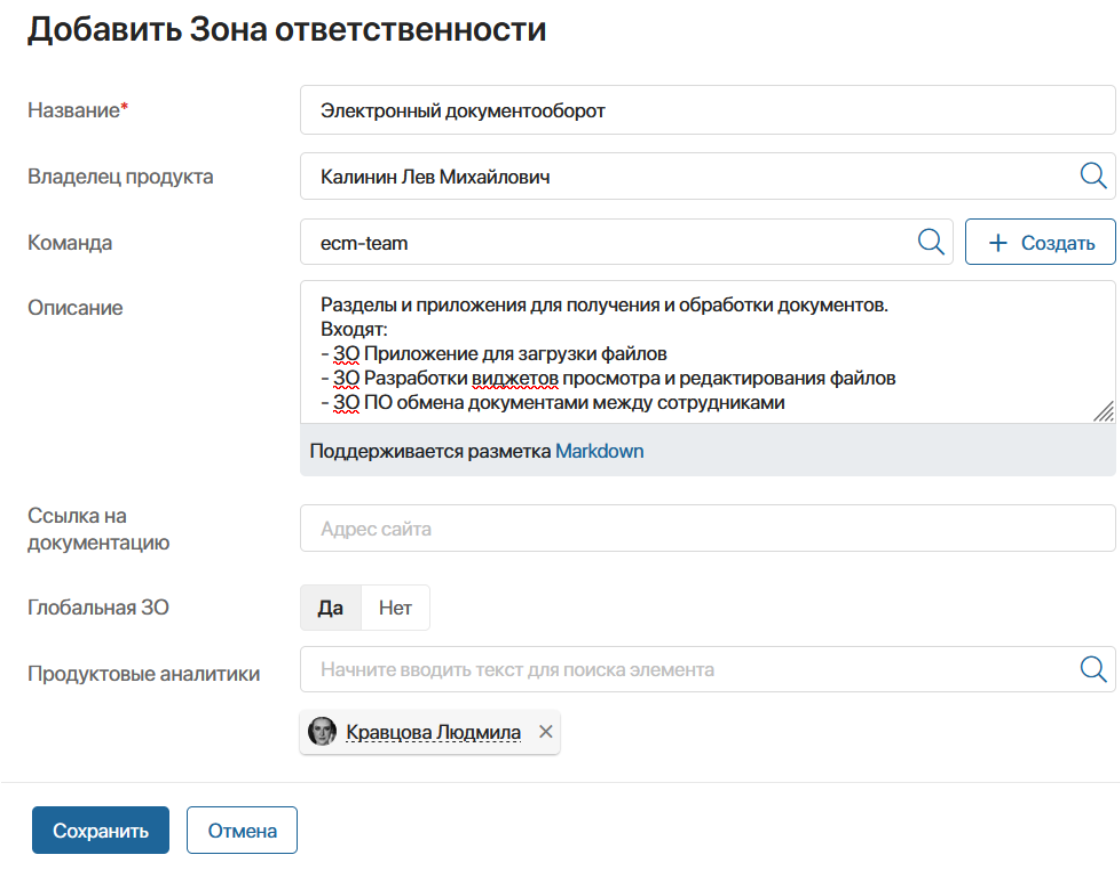 Добавить Зона ответственности
Название*
Электронный документооборот
Владелец продукта
Калинин Лев Михайлович
Команда
ecm-team
+ Создать
Описание
Разделы и приложения для получения и обработки документов.
Входят:
- ЗО Приложение для загрузки файлов
- ЗО Разработки виджетов просмотра и редактирования файлов
- ЗО ПО обмена документами между сотрудниками
Поддерживается разметка Markdown
Ссылка на
документацию
Адрес сайта
Глобальная ЗО
Да
Нет
Продуктовые аналитики
Начните вводить текст для поиска элемента
Кравцова Людмила
Сохранить
Отмена